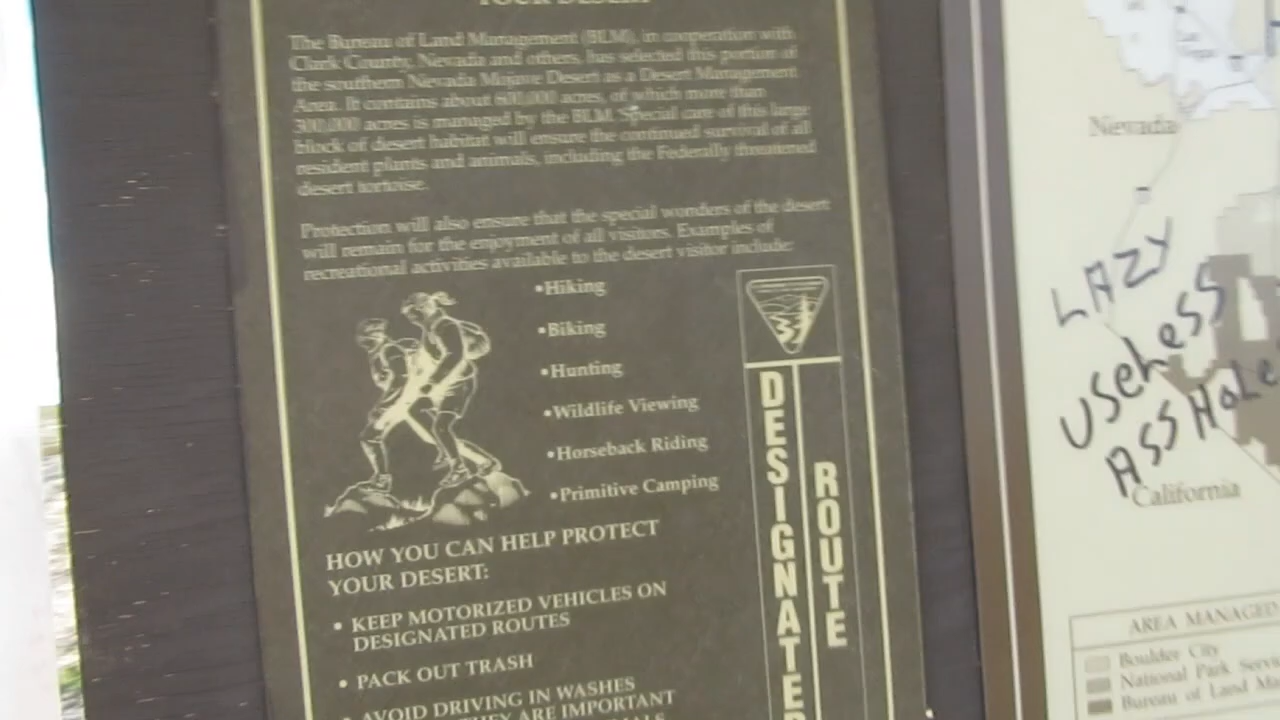 YOUR DESERT
The Bureau of Land Management (BLM), in cooperation with
Clark County, Nevada and others, has selected this portion of
the southern Nevada Mojave Desert as a Desert Management
Area. It contains about 600,000 acres, of which more than
300,000 acres is managed by the BLM. Special care of this large
block of desert habitat will ensure the continued survival of all
resident plants and animals, including the Federally threatened
desert tortoise.
Protection will also ensure that the special wonders of the desert
will remain for the enjoyment of all visitors. Examples of
recreational activities available to the desert visitor include:
•Hiking
•Biking
•Hunting
•Wildlife Viewing
•Horseback Riding
•Primitive Camping
HOW YOU CAN HELP PROTECT
YOUR DESERT:
• KEEP MOTORIZED VEHICLES ON
DESIGNATED ROUTES
• PACK OUT TRASH
• AVOID DRIVING IN WASHES
THEY ARE IMPORTANT
DESIGNATED
ROUTE
Nevada
LAZY
USeLeSS
ASSHoLe
California
AREA MANAGED
Boulder City
National Park Servi
Bureau of Land Ma